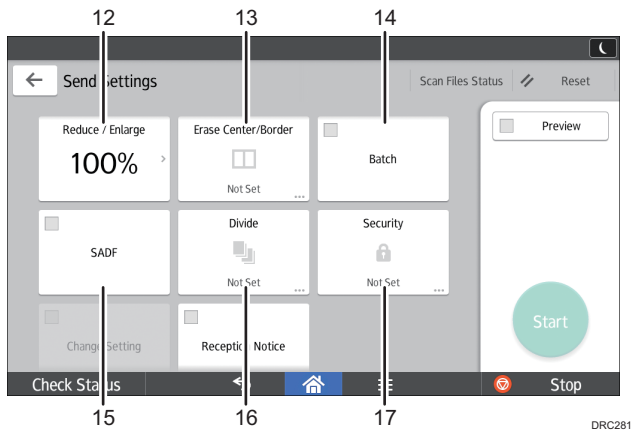 12 13 14
Send Settings
Scan Files Status
Reset
Reduce / Enlarge
100%
Erase Center/Border
Not Set
Batch
Preview
SADF
Divide
Not Set
Security
Not Set
Start
Change Setting
Reception Notice
Check Status
Stop
15 16 17
DRC281